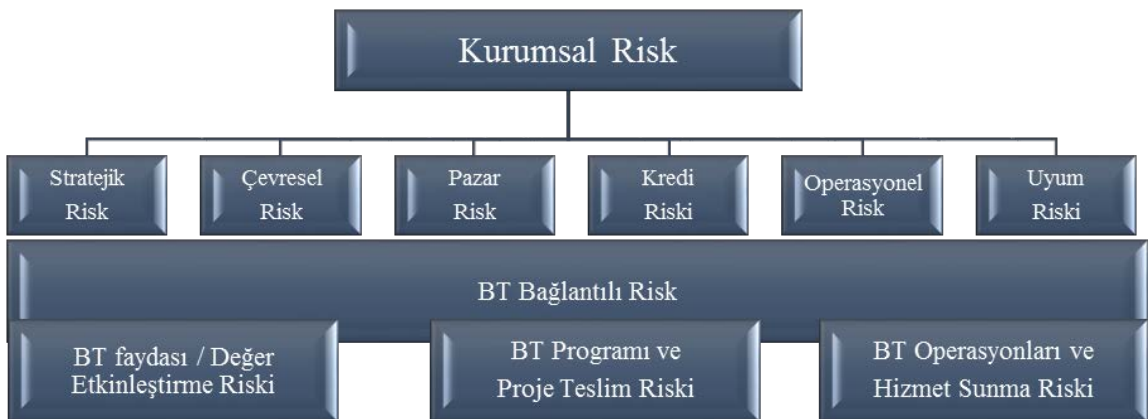 Kurumsal Risk
Stratejik
Risk
Çevresel
Risk
Pazar
Risk
Kredi
Riski
Operasyonel
Risk
Uyum
Riski
BT Bağlantılı Risk
BT faydası / Değer
Etkinleştirme Riski
BT Programı ve
Proje Teslim Riski
BT Operasyonları ve
Hizmet Sunma Riski